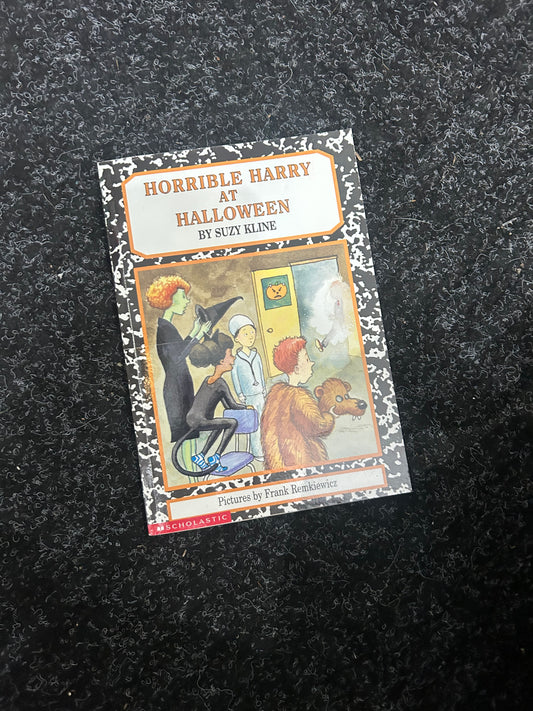 HORRIBLE HARRY
AT
HALLOWEEN
BY SUZY KLINE
Pictures by Frank Remkiewicz
SCHOLASTIC